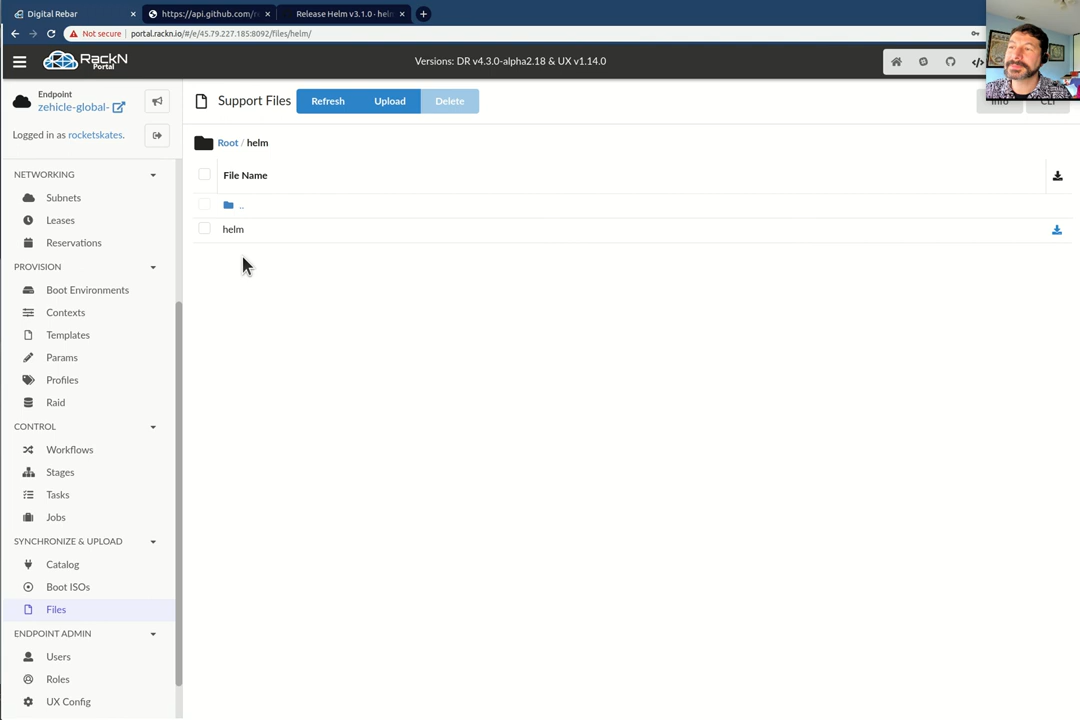 Digital Rebar
https://api.github.com/r
Release Helm v3.1.0 · hel
Not secure
portal.rackn.io/#/e/45.79.227.185:8092/files/helm/
RackN
Portal
Versions: DR v4.3.0-alpha2.18 & UX v1.14.0
Endpoint
zehicle-global-
Logged in as rocketskates.
Support Files
Refresh
Upload
Delete
Info
CLI
Root / helm
File Name
..
helm
NETWORKING
Subnets
Leases
Reservations
PROVISION
Boot Environments
Contexts
Templates
Params
Profiles
Raid
CONTROL
Workflows
Stages
Tasks
Jobs
SYNCHRONIZE & UPLOAD
Catalog
Boot ISOs
Files
ENDPOINT ADMIN
Users
Roles
UX Config